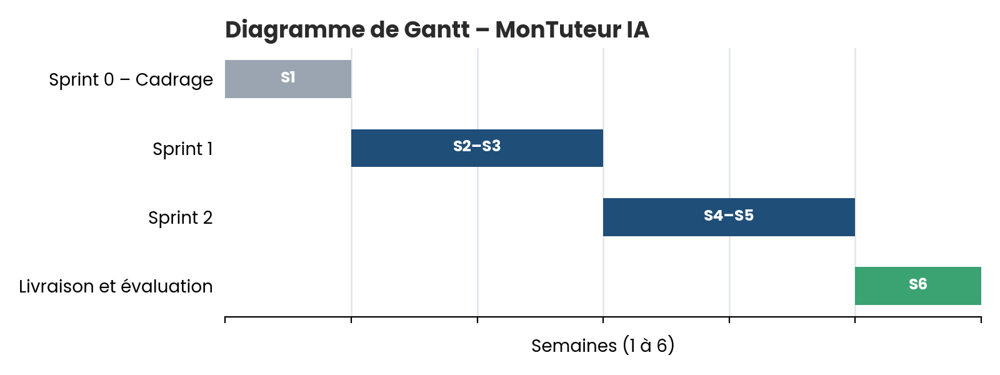 Diagramme de Gantt – MonTuteur IA
Sprint 0 – Cadrage
S1
Sprint 1
S2–S3
Sprint 2
S4–S5
Livraison et évaluation
S6
Semaines (1 à 6)